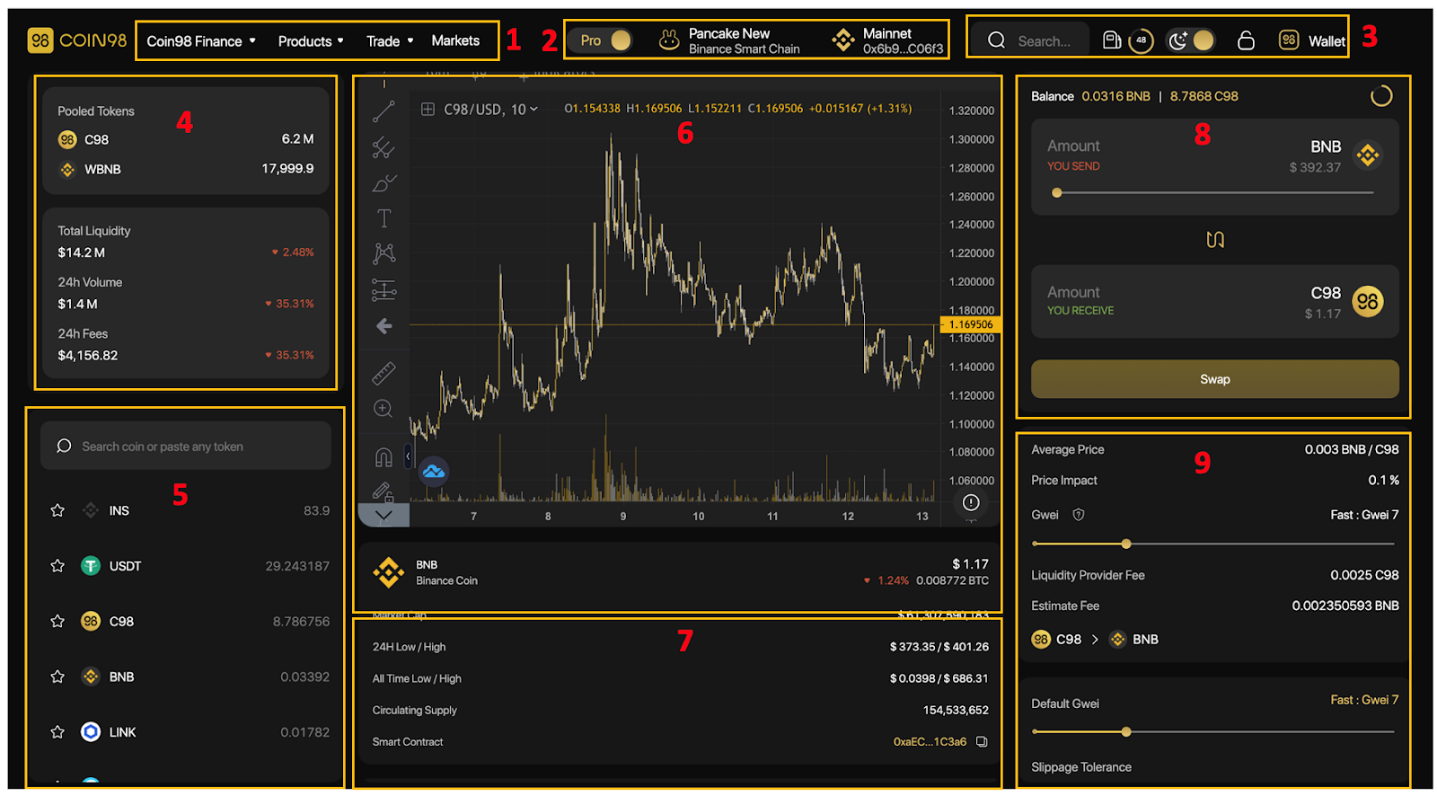 COIN98
Coin98 Finance Products Trade Markets 1
2 Pro Pancake New
Binance Smart Chain
Mainnet
0x6b9...C06f3
Search... 48 Wallet 3
4
Pooled Tokens
C98 6.2 M
WBNB 17,999.9
Total Liquidity
$14.2 M 2.48%
24h Volume
$1.4 M 35.31%
24h Fees
$4,156.82 35.31%
5
Search coin or paste any token
INS 83.9
USDT 29.243187
C98 8.786756
BNB 0.03392
LINK 0.01782
6
C98/USD, 10 O1.154338 H1.169506 L1.152211 C1.169506 +0.015167 (+1.31%)
1.320000
1.300000
1.280000
1.260000
1.240000
1.220000
1.200000
1.180000
1.169506
1.160000
1.140000
1.120000
1.100000
1.080000
1.060000
7 8 9 10 11 12 13
BNB $ 1.17
Binance Coin 1.24% 0.008772 BTC
Market Cap
7
24H Low / High $ 373.35 / $ 401.26
All Time Low / High $ 0.0398 / $ 686.31
Circulating Supply 154,533,652
Smart Contract 0xaEC...1C3a6
8
Balance 0.0316 BNB | 8.7868 C98
Amount BNB
YOU SEND $ 392.37
Amount C98
YOU RECEIVE $ 1.17
Swap
9
Average Price 0.003 BNB / C98
Price Impact 0.1 %
Gwei Fast : Gwei 7
Liquidity Provider Fee 0.0025 C98
Estimate Fee 0.002350593 BNB
C98 > BNB
Default Gwei Fast : Gwei 7
Slippage Tolerance